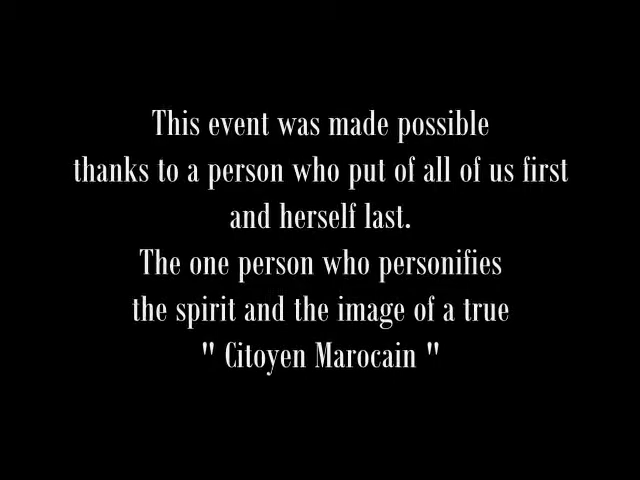 This event was made possible
thanks to a person who put of all of us first
and herself last.
The one person who personifies
the spirit and the image of a true
" Citoyen Marocain "